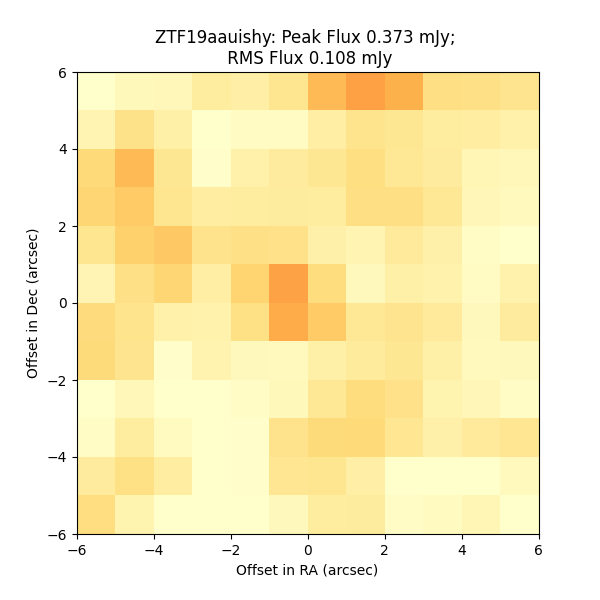 ZTF19aauishy: Peak Flux 0.373 mJy;
RMS Flux 0.108 mJy
6
4
2
0
−2
−4
−6
Offset in Dec (arcsec)
−6 −4 −2 0 2 4 6
Offset in RA (arcsec)